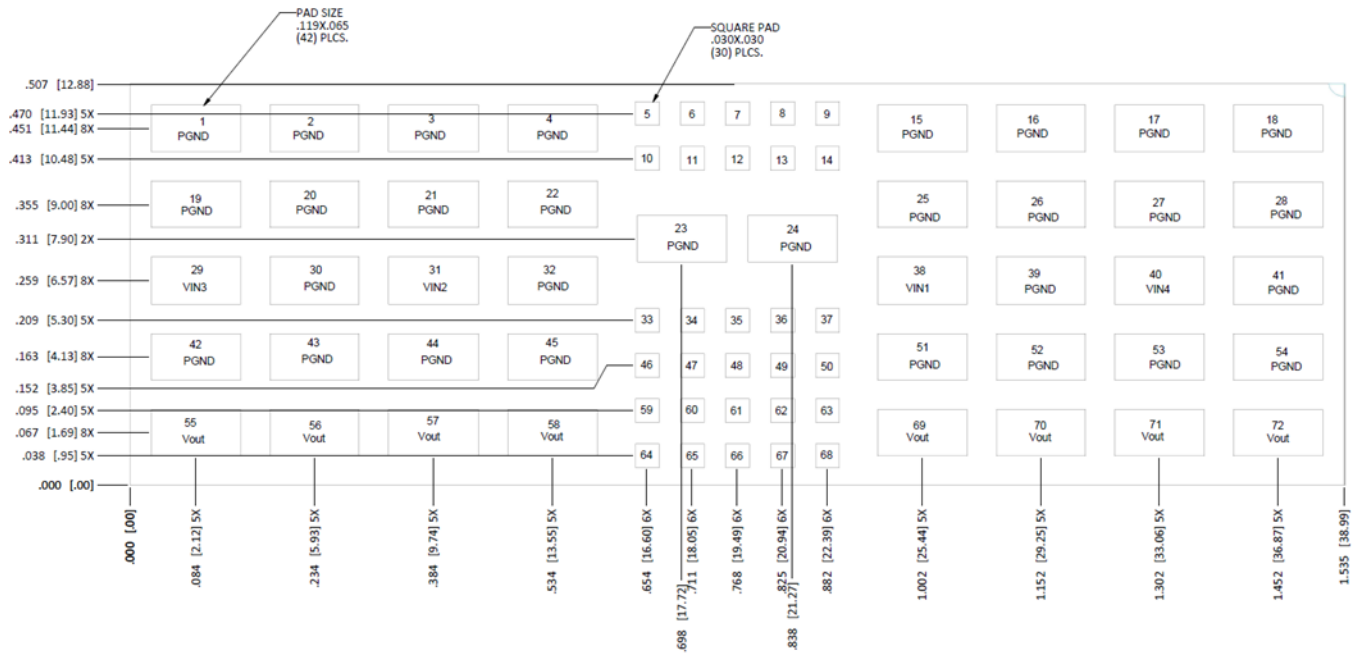 PAD SIZE
.119X.065
(42) PLCS.
SQUARE PAD
.030X.030
(30) PLCS.
.507 [12.88]
.470 [11.93] 5X
.451 [11.44] 8X
.413 [10.48] 5X
.355 [9.00] 8X
.311 [7.90] 2X
.259 [6.57] 8X
.209 [5.30] 5X
.163 [4.13] 8X
.152 [3.85] 5X
.095 [2.40] 5X
.067 [1.69] 8X
.038 [.95] 5X
.000 [.00]
1 PGND
2 PGND
3 PGND
4 PGND
5 6 7 8 9
15 PGND
16 PGND
17 PGND
18 PGND
10 11 12 13 14
19 PGND
20 PGND
21 PGND
22 PGND
23 PGND
24 PGND
25 PGND
26 PGND
27 PGND
28 PGND
29 VIN3
30 PGND
31 VIN2
32 PGND
38 VIN1
39 PGND
40 VIN4
41 PGND
33 34 35 36 37
42 PGND
43 PGND
44 PGND
45 PGND
46 47 48 49 50
51 PGND
52 PGND
53 PGND
54 PGND
59 60 61 62 63
55 Vout
56 Vout
57 Vout
58 Vout
64 65 66 67 68
69 Vout
70 Vout
71 Vout
72 Vout
.000 [.00]
.084 [2.12] 5X
.234 [5.93] 5X
.384 [9.74] 5X
.534 [13.55] 5X
.654 [16.60] 6X
.698 [17.72]
.711 [18.05] 6X
.768 [19.49] 6X
.825 [20.94] 6X
.838 [21.27]
.882 [22.39] 6X
1.002 [25.44] 5X
1.152 [29.25] 5X
1.302 [33.06] 5X
1.452 [36.87] 5X
1.535 [38.99]